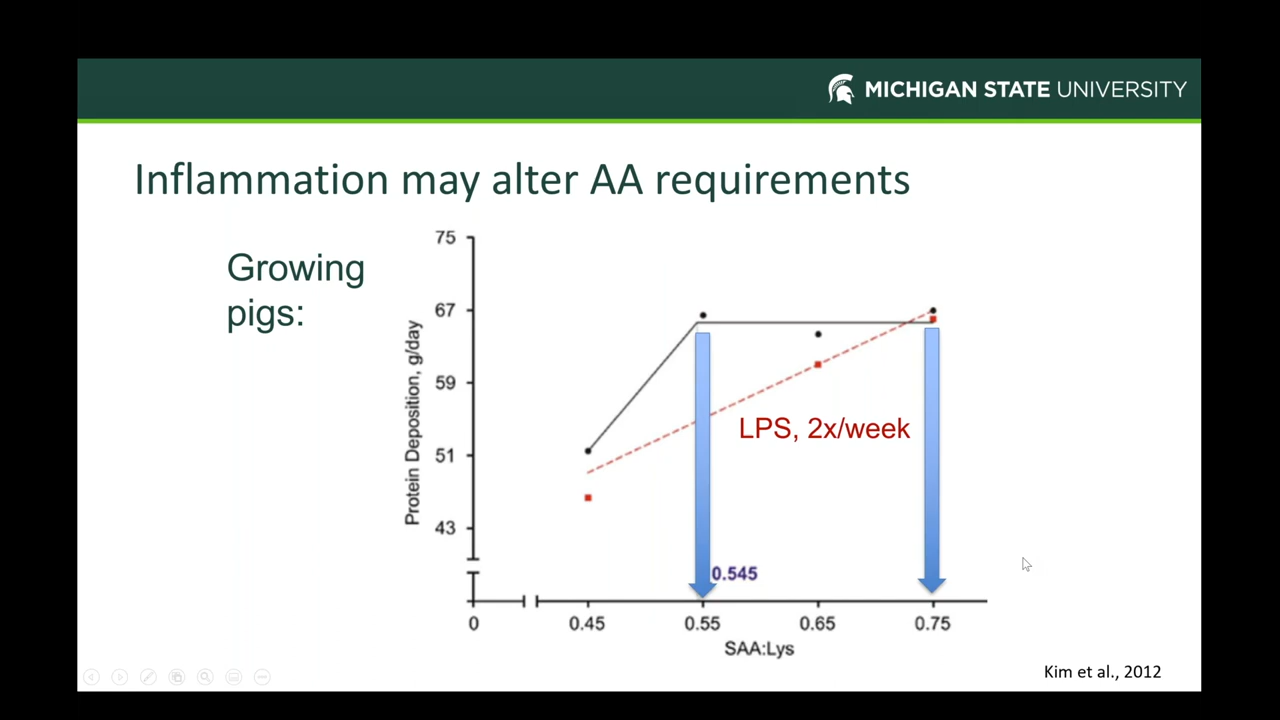 MICHIGAN STATE UNIVERSITY
Inflammation may alter AA requirements
Growing
pigs:
75
67
59
51
43
Protein Deposition, g/day
LPS, 2x/week
0.545
0 0.45 0.55 0.65 0.75
SAA:Lys
Kim et al., 2012